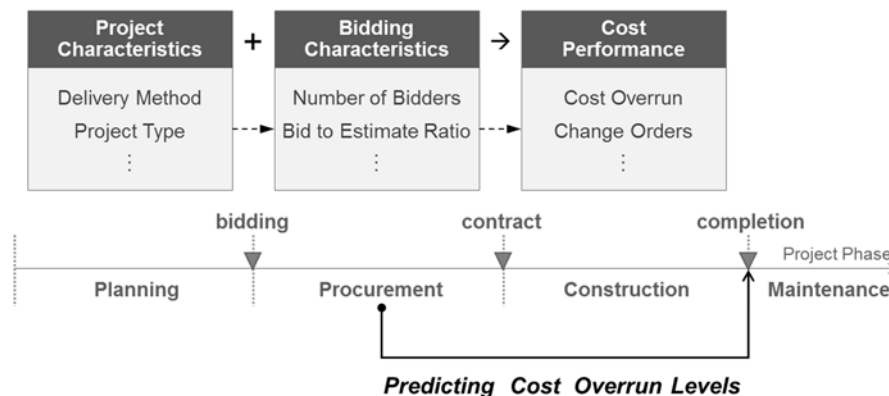 Project
Characteristics
+
Bidding
Characteristics
→
Cost
Performance
Delivery Method
Project Type
⋮
Number of Bidders
Bid to Estimate Ratio
⋮
Cost Overrun
Change Orders
⋮
bidding
contract
completion
Project Phase
Planning
Procurement
Construction
Maintenance
Predicting Cost Overrun Levels